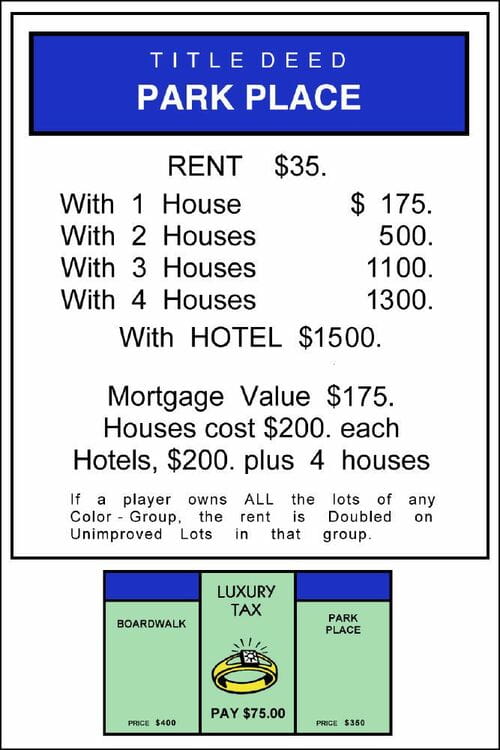 TITLE DEED
PARK PLACE
RENT $35.
With 1 House $ 175.
With 2 Houses 500.
With 3 Houses 1100.
With 4 Houses 1300.
With HOTEL $1500.
Mortgage Value $175.
Houses cost $200. each
Hotels, $200. plus 4 houses
If a player owns ALL the lots of any
Color - Group, the rent is Doubled on
Unimproved Lots in that group.
BOARDWALK
PRICE $400
LUXURY
TAX
PAY $75.00
PARK
PLACE
PRICE $350